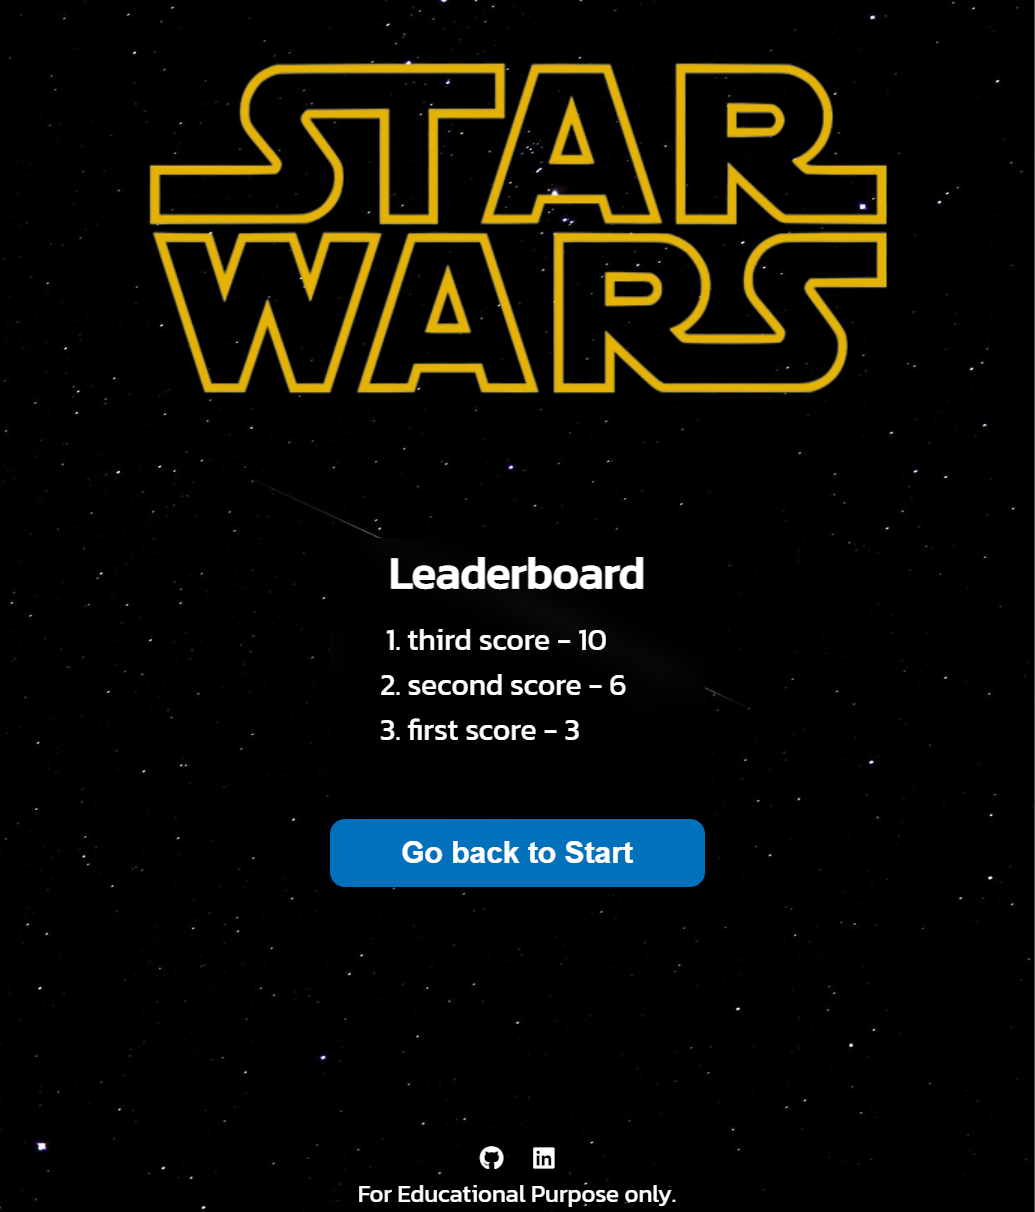 STAR
WARS
Leaderboard
1. third score - 10
2. second score - 6
3. first score - 3
Go back to Start
in
For Educational Purpose only.